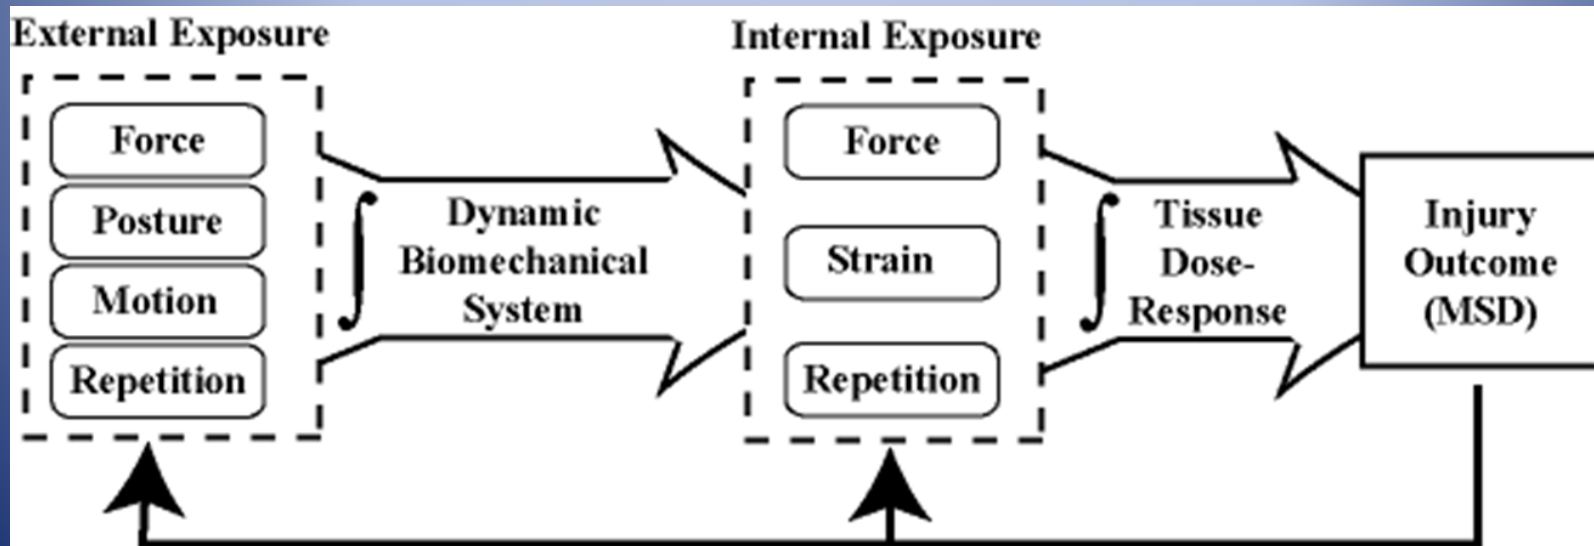 External Exposure
Force
Posture
Motion
Repetition
∫
Dynamic
Biomechanical
System
Internal Exposure
Force
Strain
Repetition
∫
Tissue
Dose-
Response
Injury
Outcome
(MSD)